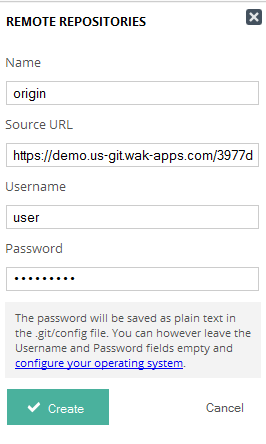 REMOTE REPOSITORIES
Name
origin
Source URL
https://demo.us-git.wak-apps.com/3977d
Username
user
Password
•••••••••
The password will be saved as plain text in
the .git/config file. You can however leave the
Username and Password fields empty and
configure your operating system.
Create
Cancel